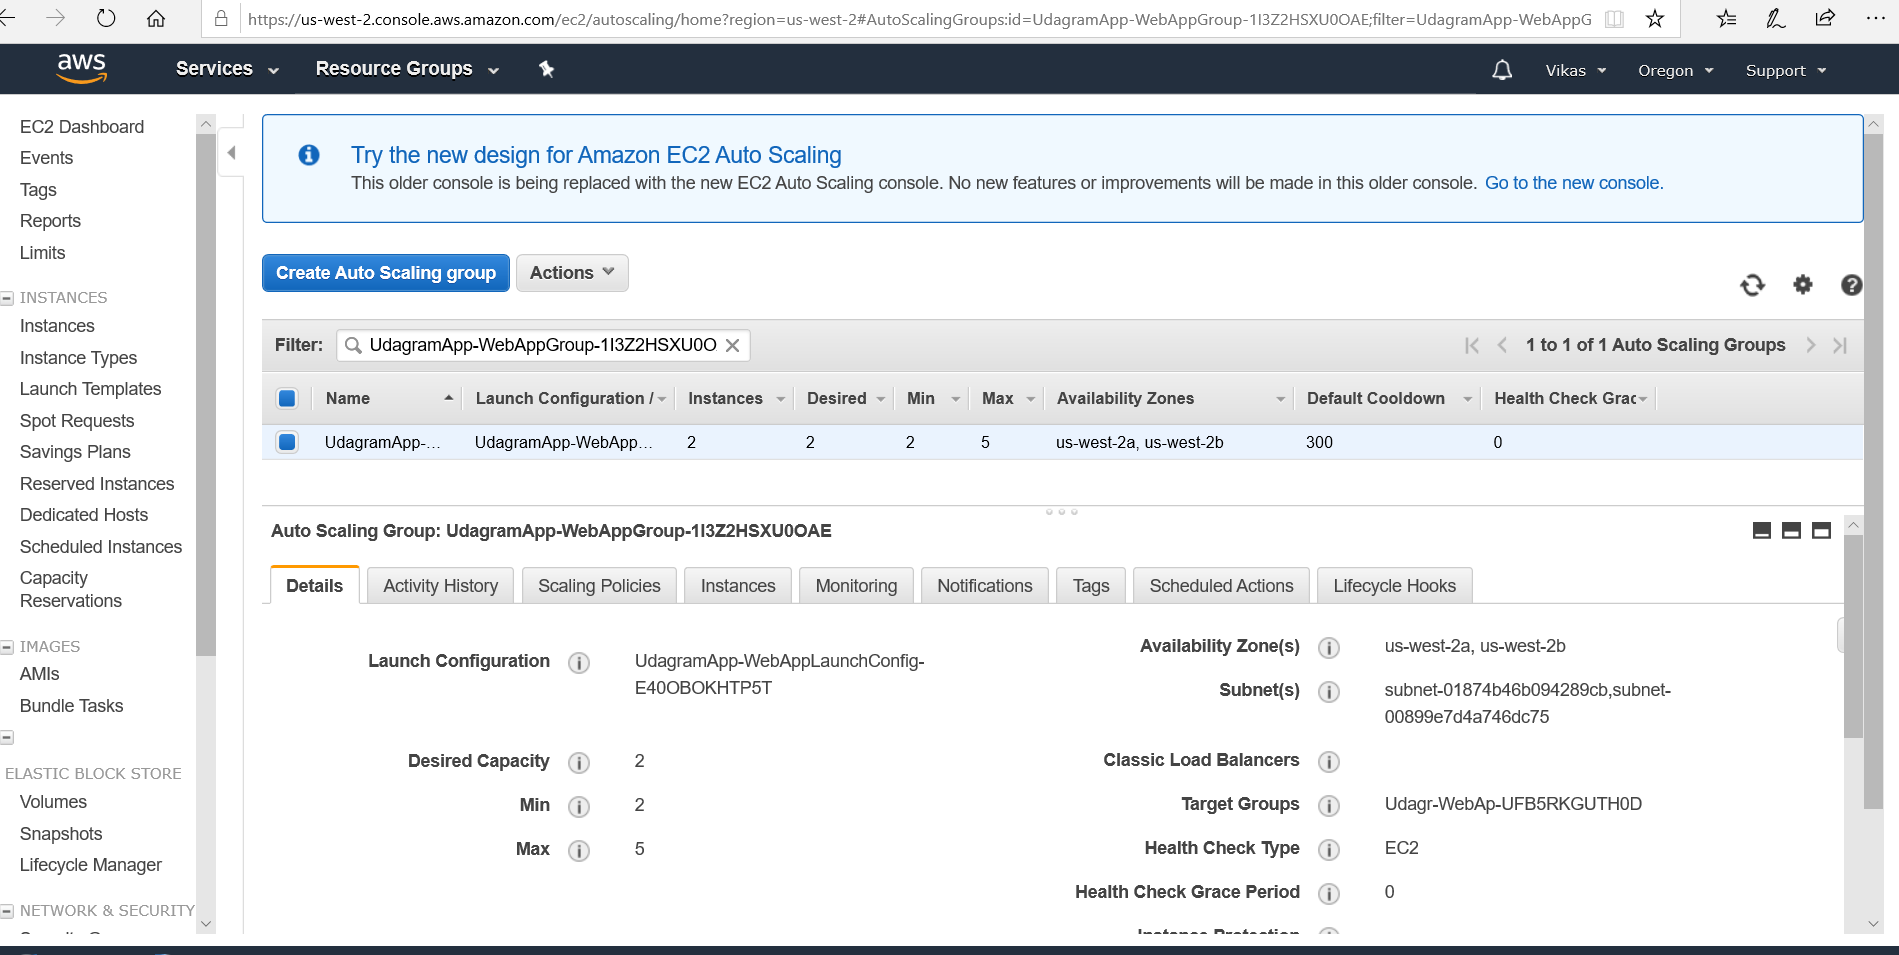 https://us-west-2.console.aws.amazon.com/ec2/autoscaling/home?region=us-west-2#AutoScalingGroups:id=UdagramApp-WebAppGroup-1I3Z2HSXU0OAE;filter=UdagramApp-WebAppG
aws Services Resource Groups Vikas Oregon Support
EC2 Dashboard
Events
Tags
Reports
Limits
INSTANCES
Instances
Instance Types
Launch Templates
Spot Requests
Savings Plans
Reserved Instances
Dedicated Hosts
Scheduled Instances
Capacity
Reservations
IMAGES
AMIs
Bundle Tasks
ELASTIC BLOCK STORE
Volumes
Snapshots
Lifecycle Manager
NETWORK & SECURITY
Try the new design for Amazon EC2 Auto Scaling
This older console is being replaced with the new EC2 Auto Scaling console. No new features or improvements will be made in this older console. Go to the new console.
Create Auto Scaling group Actions
Filter: UdagramApp-WebAppGroup-1I3Z2HSXU0O 1 to 1 of 1 Auto Scaling Groups
Name Launch Configuration / Instances Desired Min Max Availability Zones Default Cooldown Health Check Grac
UdagramApp-... UdagramApp-WebApp... 2 2 2 5 us-west-2a, us-west-2b 300 0
Auto Scaling Group: UdagramApp-WebAppGroup-1I3Z2HSXU0OAE
Details Activity History Scaling Policies Instances Monitoring Notifications Tags Scheduled Actions Lifecycle Hooks
Launch Configuration UdagramApp-WebAppLaunchConfig-
E40OBOKHTP5T
Desired Capacity 2
Min 2
Max 5
Availability Zone(s) us-west-2a, us-west-2b
Subnet(s) subnet-01874b46b094289cb,subnet-
00899e7d4a746dc75
Classic Load Balancers
Target Groups Udagr-WebAp-UFB5RKGUTH0D
Health Check Type EC2
Health Check Grace Period 0
Instance Protection